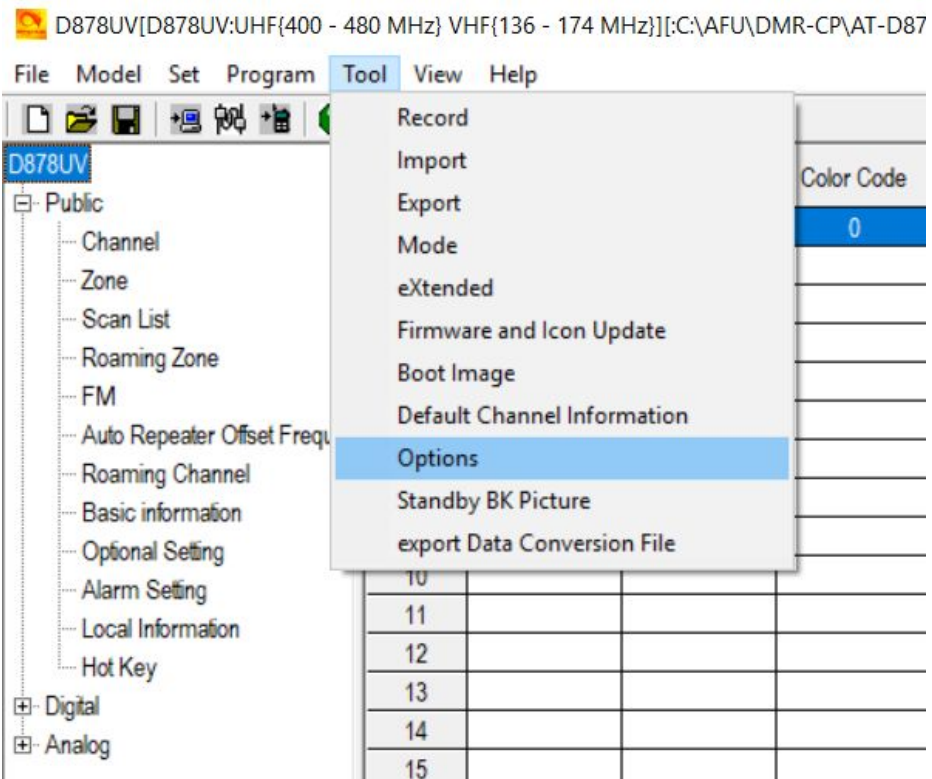 D878UV[D878UV:UHF{400 - 480 MHz} VHF{136 - 174 MHz}][:C:\AFU\DMR-CP\AT-D87
File Model Set Program Tool View Help
D878UV
Public
Channel
Zone
Scan List
Roaming Zone
FM
Auto Repeater Offset Frequ
Roaming Channel
Basic information
Optional Setting
Alarm Setting
Local Information
Hot Key
Digital
Analog
Record
Import
Export
Mode
eXtended
Firmware and Icon Update
Boot Image
Default Channel Information
Options
Standby BK Picture
export Data Conversion File
Color Code
0
10
11
12
13
14
15